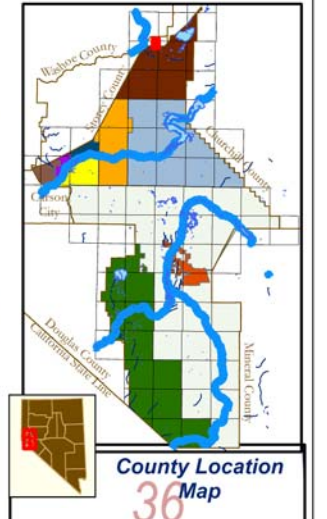 Washoe County
Storey County
Churchill County
Carson
City
Douglas County
California State Line
Mineral County
County Location
Map
36